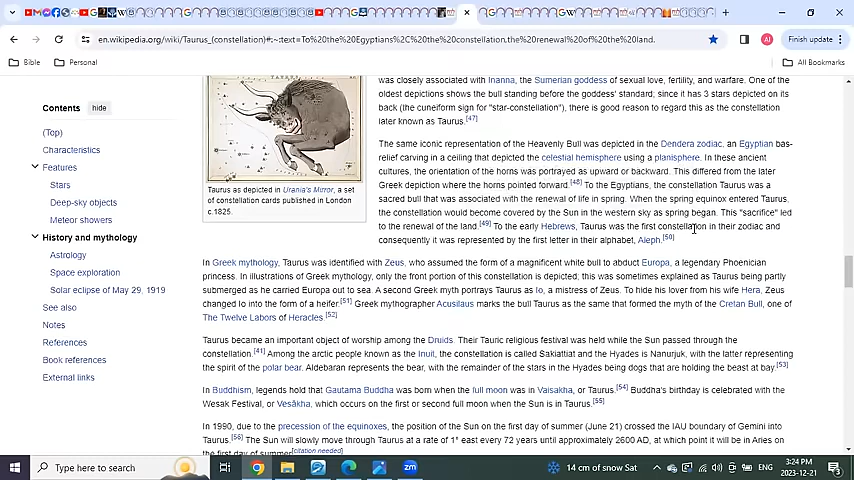 en.wikipedia.org/wiki/Taurus_(constellation)#:~:text=To%20the%20Egyptians%2C%20the%20constellation,the%20renewal%20of%20the%20land.
AI
Finish update
Bible
Personal
All Bookmarks
Contents
hide
(Top)
Characteristics
Features
Stars
Deep-sky objects
Meteor showers
History and mythology
Astrology
Space exploration
Solar eclipse of May 29, 1919
See also
Notes
References
Book references
External links
TAURUS.
Taurus as depicted in Urania's Mirror, a set
of constellation cards published in London
c.1825.
was closely associated with Inanna, the Sumerian goddess of sexual love, fertility, and warfare. One of the
oldest depictions shows the bull standing before the goddess' standard; since it has 3 stars depicted on its
back (the cuneiform sign for "star-constellation"), there is good reason to regard this as the constellation
later known as Taurus.[47]
The same iconic representation of the Heavenly Bull was depicted in the Dendera zodiac, an Egyptian bas-
relief carving in a ceiling that depicted the celestial hemisphere using a planisphere. In these ancient
cultures, the orientation of the horns was portrayed as upward or backward. This differed from the later
Greek depiction where the horns pointed forward.[48] To the Egyptians, the constellation Taurus was a
sacred bull that was associated with the renewal of life in spring. When the spring equinox entered Taurus,
the constellation would become covered by the Sun in the western sky as spring began. This "sacrifice" led
to the renewal of the land.[49] To the early Hebrews, Taurus was the first constellation in their zodiac and
consequently it was represented by the first letter in their alphabet, Aleph.[50]
In Greek mythology, Taurus was identified with Zeus, who assumed the form of a magnificent white bull to abduct Europa, a legendary Phoenician
princess. In illustrations of Greek mythology, only the front portion of this constellation is depicted; this was sometimes explained as Taurus being partly
submerged as he carried Europa out to sea. A second Greek myth portrays Taurus as Io, a mistress of Zeus. To hide his lover from his wife Hera, Zeus
changed Io into the form of a heifer.[51] Greek mythographer Acusilaus marks the bull Taurus as the same that formed the myth of the Cretan Bull, one of
The Twelve Labors of Heracles.[52]
Taurus became an important object of worship among the Druids. Their Tauric religious festival was held while the Sun passed through the
constellation.[41] Among the arctic people known as the Inuit, the constellation is called Sakiattiat and the Hyades is Nanurjuk, with the latter representing
the spirit of the polar bear. Aldebaran represents the bear, with the remainder of the stars in the Hyades being dogs that are holding the beast at bay.[53]
In Buddhism, legends hold that Gautama Buddha was born when the full moon was in Vaisakha, or Taurus.[54] Buddha's birthday is celebrated with the
Wesak Festival, or Vesākha, which occurs on the first or second full moon when the Sun is in Taurus.[55]
In 1990, due to the precession of the equinoxes, the position of the Sun on the first day of summer (June 21) crossed the IAU boundary of Gemini into
Taurus.[56] The Sun will slowly move through Taurus at a rate of 1° east every 72 years until approximately 2600 AD, at which point it will be in Aries on
the first day of summer.[citation needed]
Type here to search
zm
14 cm of snow Sat
ENG
3:24 PM
2023-12-21
3